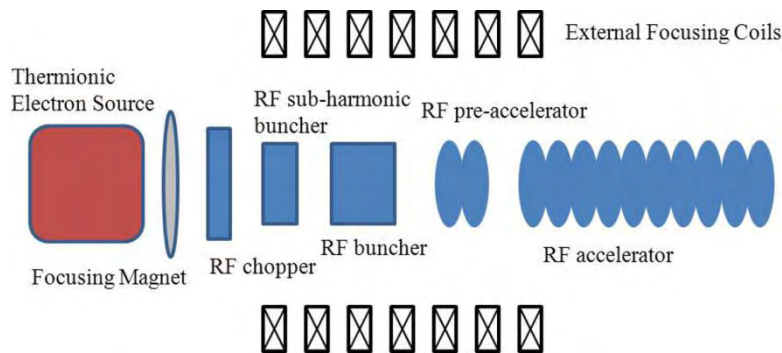 External Focusing Coils
Thermionic
Electron Source
RF sub-harmonic
buncher
RF pre-accelerator
RF buncher
RF accelerator
RF chopper
Focusing Magnet